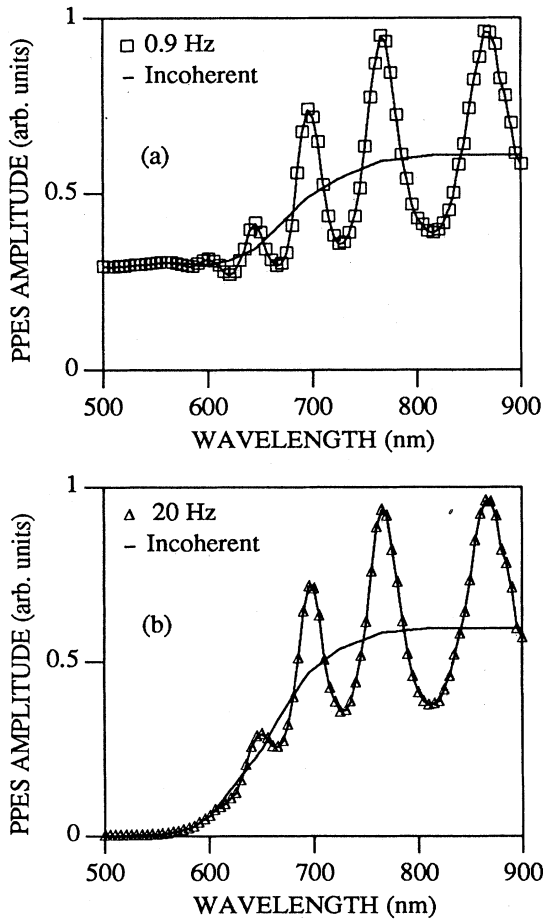 1
□ 0.9 Hz
– Incoherent
(a)
0.5
0
PPES AMPLITUDE (arb. units)
500 600 700 800 900
WAVELENGTH (nm)
1
△ 20 Hz
– Incoherent
(b)
0.5
0
PPES AMPLITUDE (arb. units)
500 600 700 800 900
WAVELENGTH (nm)